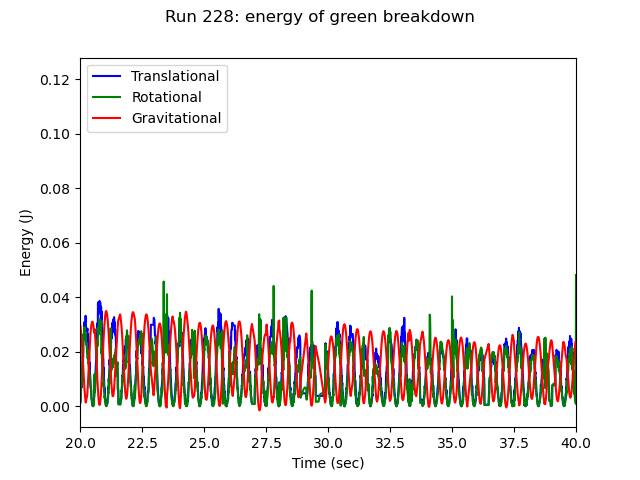 Run 228: energy of green breakdown
Translational
Rotational
Gravitational
0.12
0.10
0.08
0.06
0.04
0.02
0.00
Energy (J)
20.0 22.5 25.0 27.5 30.0 32.5 35.0 37.5 40.0
Time (sec)